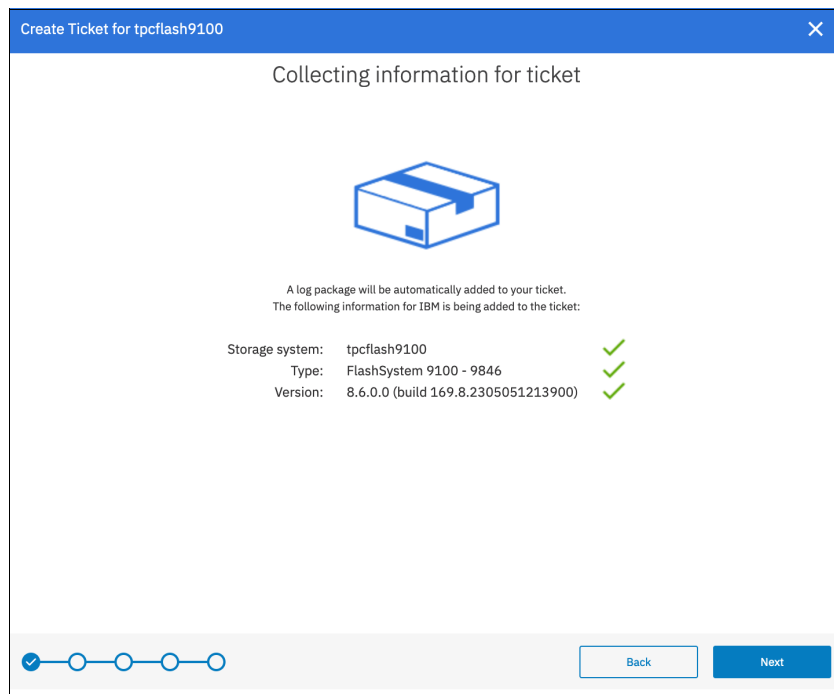 Create Ticket for tpcflash9100
Collecting information for ticket
A log package will be automatically added to your ticket.
The following information for IBM is being added to the ticket:
Storage system: tpcflash9100
Type: FlashSystem 9100 - 9846
Version: 8.6.0.0 (build 169.8.2305051213900)
Back Next